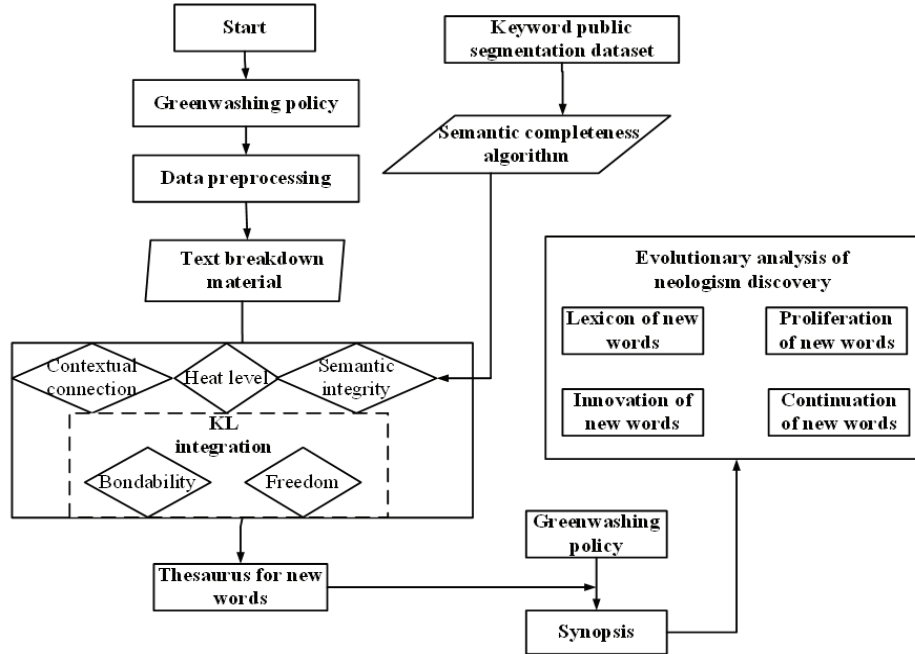 Start
Keyword public
segmentation dataset
Greenwashing policy
Semantic completeness
algorithm
Data preprocessing
Text breakdown
material
Evolutionary analysis of
neologism discovery
Lexicon of new
words
Proliferation
of new words
Innovation of
new words
Continuation
of new words
Contextual
connection
Heat level
Semantic
integrity
KL
integration
Bondability
Freedom
Greenwashing
policy
Thesaurus for new
words
Synopsis